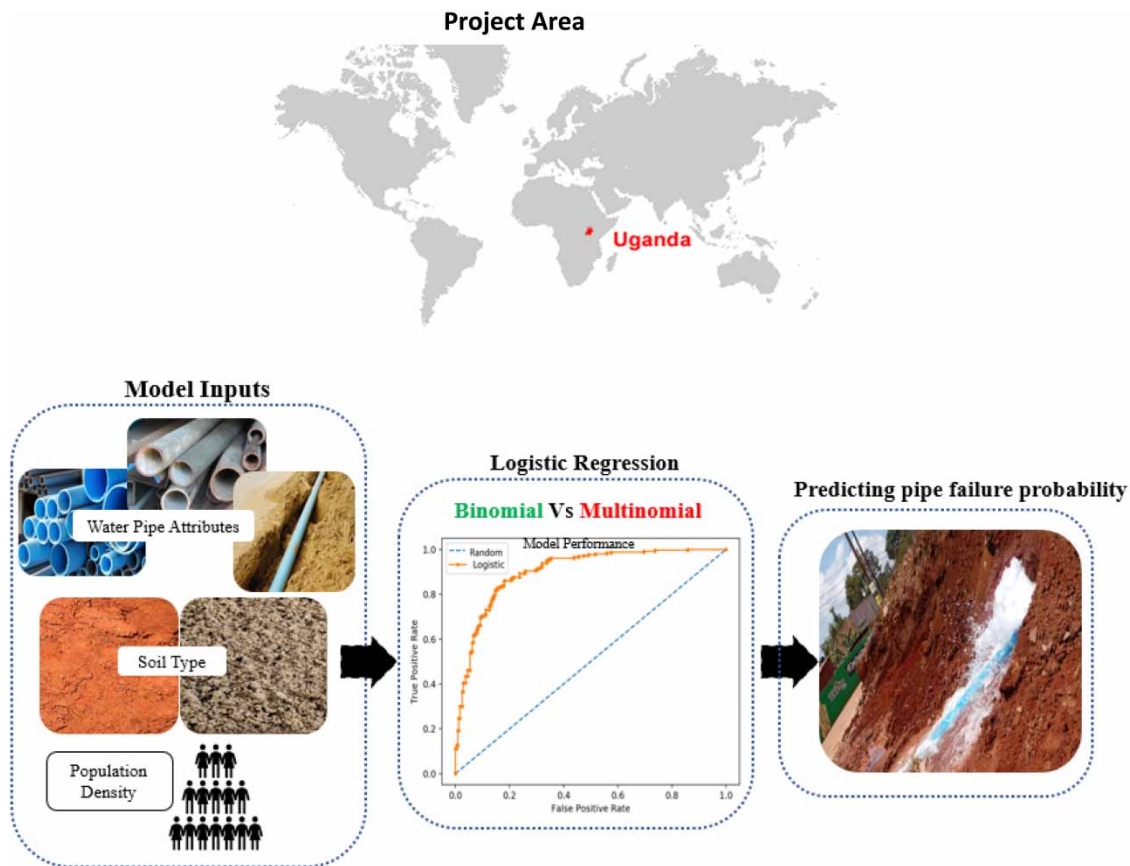 Project Area
Uganda
Model Inputs
Water Pipe Attributes
Soil Type
Population
Density
Logistic Regression
Binomial Vs Multinomial
Model Performance
Random
Logistic
True Positive Rate
1.0
0.8
0.6
0.4
0.2
0.0
0.0 0.2 0.4 0.6 0.8 1.0
False Positive Rate
Predicting pipe failure probability